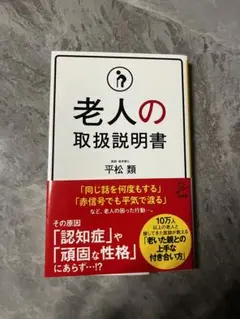 老人の
取扱説明書
医師・医学博士
平松 類
「同じ話を何度もする」
「赤信号でも平気で渡る」
など、老人の困った行動…。
その原因
「認知症」や
「頑固な性格」
にあらず…!?
10万人
以上の老人と
接してきた医師が教える
「老いた親との
上手な
付き合い方」